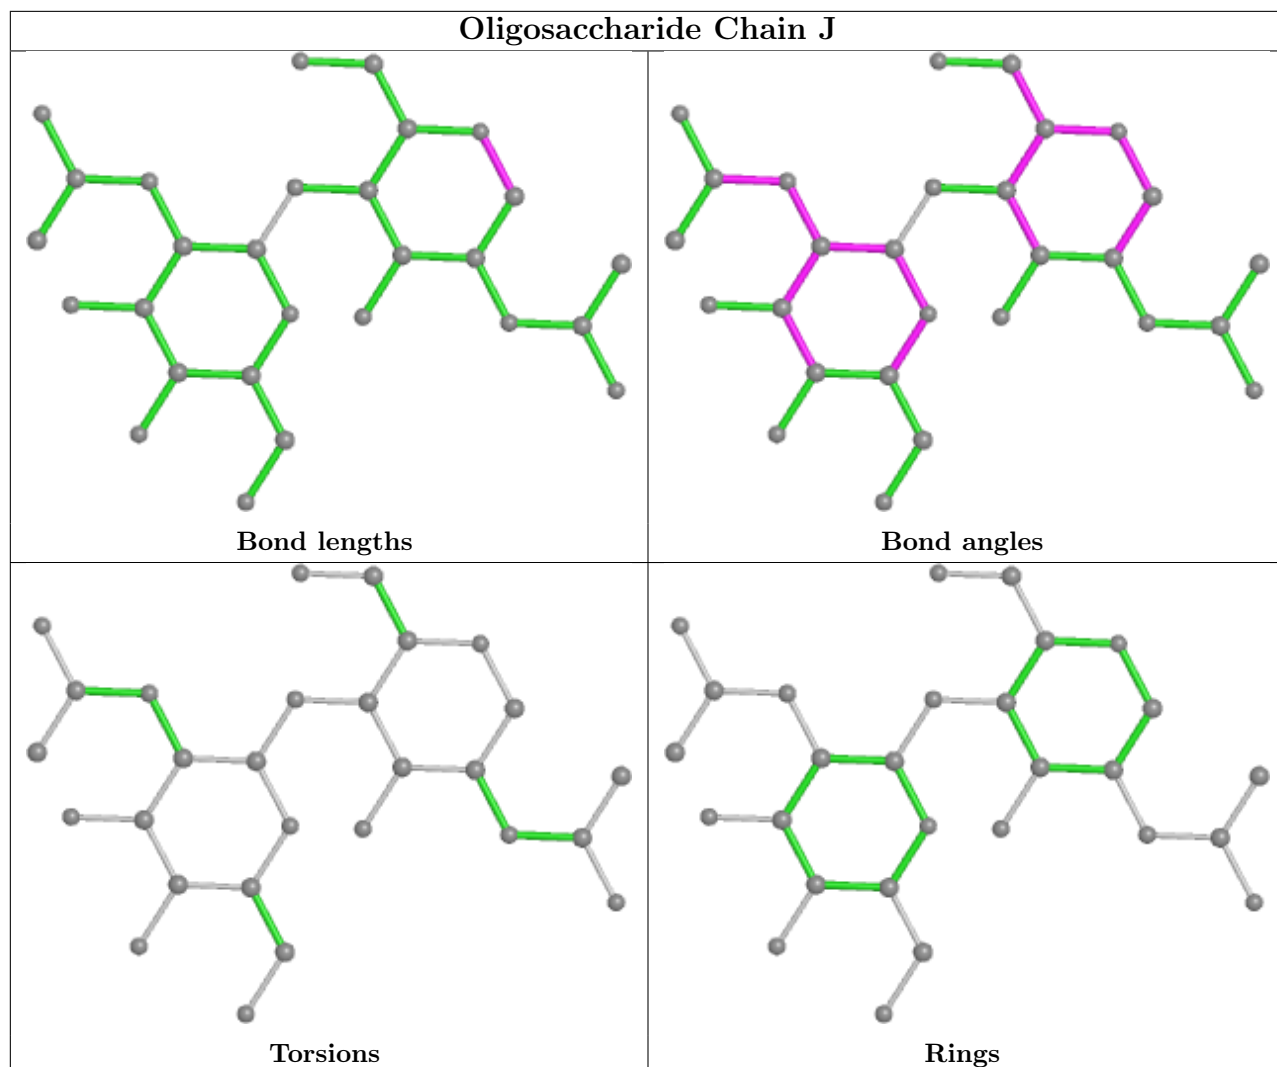 Oligosaccharide Chain J
Bond lengths
Bond angles
Torsions
Rings